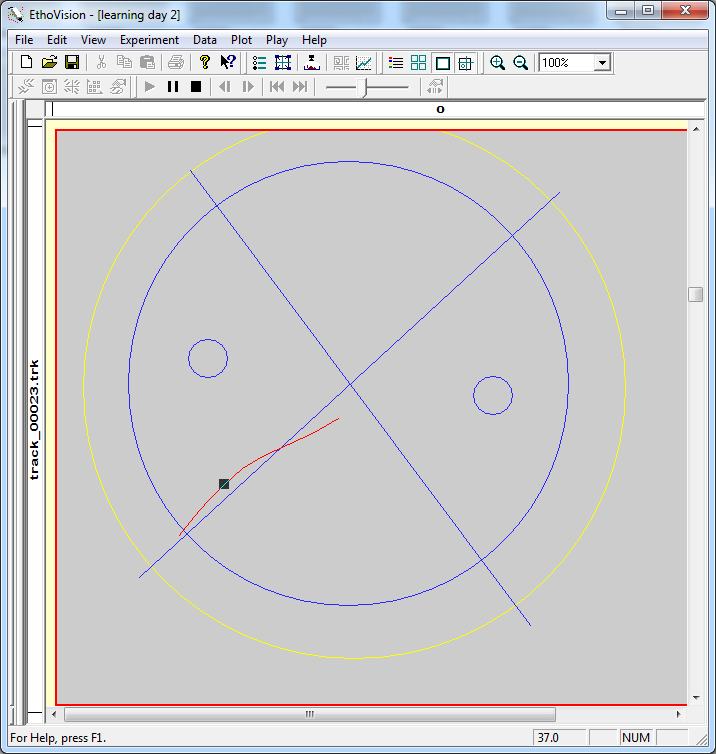 EthoVision - [learning day 2]
File Edit View Experiment Data Plot Play Help
100%
O
track_00023.trk
For Help, press F1.
37.0
NUM